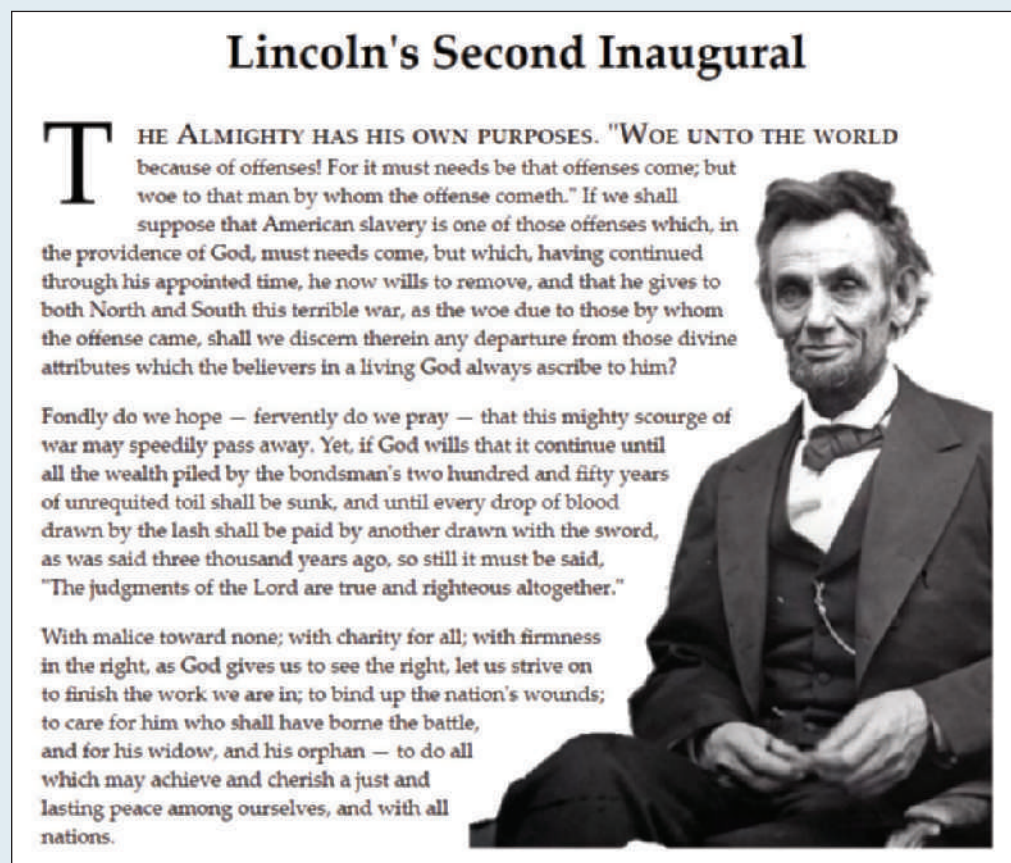 Lincoln's Second Inaugural
THE ALMIGHTY HAS HIS OWN PURPOSES. "WOE UNTO THE WORLD
because of offenses! For it must needs be that offenses come; but
woe to that man by whom the offense cometh." If we shall
suppose that American slavery is one of those offenses which, in
the providence of God, must needs come, but which, having continued
through his appointed time, he now wills to remove, and that he gives to
both North and South this terrible war, as the woe due to those by whom
the offense came, shall we discern therein any departure from those divine
attributes which the believers in a living God always ascribe to him?
Fondly do we hope — fervently do we pray — that this mighty scourge of
war may speedily pass away. Yet, if God wills that it continue until
all the wealth piled by the bondsman's two hundred and fifty years
of unrequited toil shall be sunk, and until every drop of blood
drawn by the lash shall be paid by another drawn with the sword,
as was said three thousand years ago, so still it must be said,
"The judgments of the Lord are true and righteous altogether."
With malice toward none; with charity for all; with firmness
in the right, as God gives us to see the right, let us strive on
to finish the work we are in; to bind up the nation's wounds;
to care for him who shall have borne the battle,
and for his widow, and his orphan — to do all
which may achieve and cherish a just and
lasting peace among ourselves, and with all
nations.